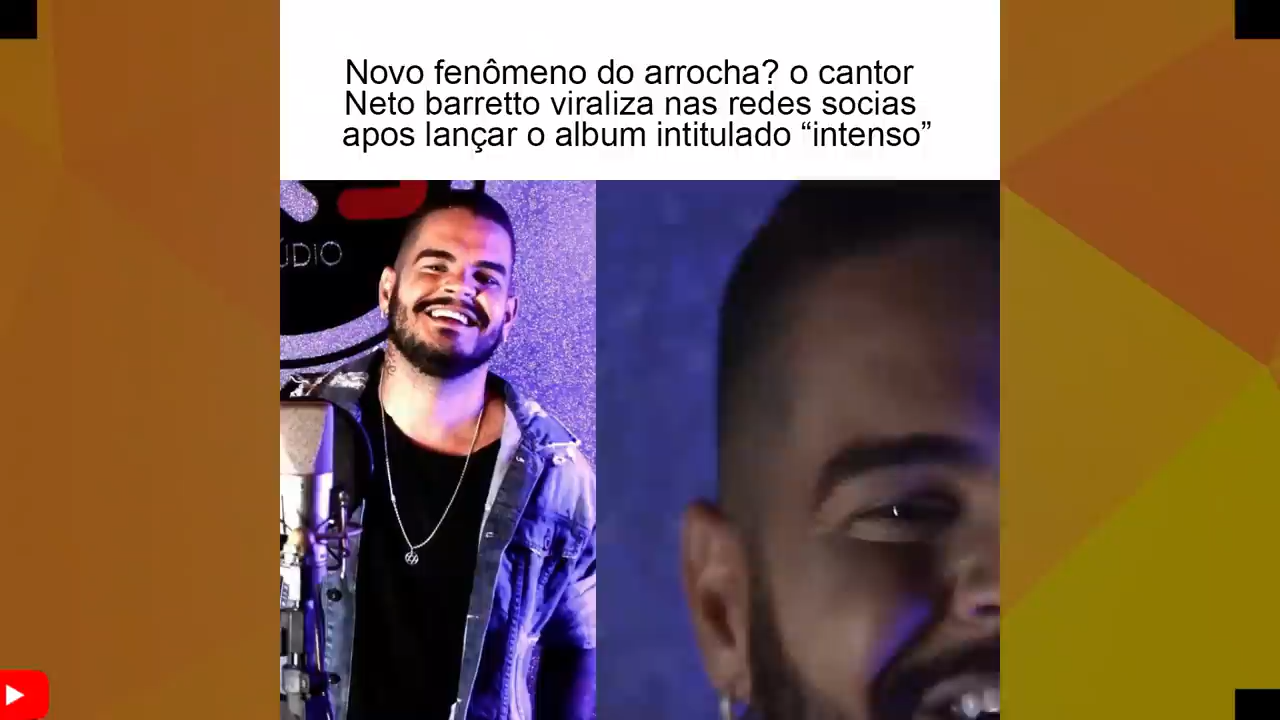 Novo fenômeno do arrocha? o cantor
Neto barretto viraliza nas redes socias
apos lançar o album intitulado “intenso”
ÚDIO